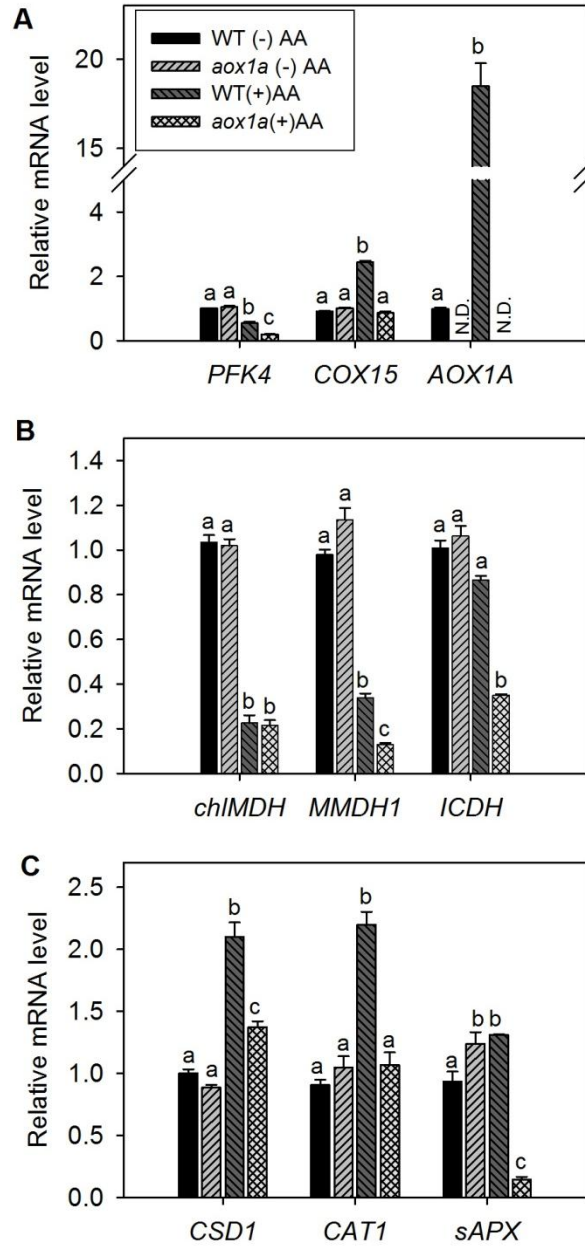 A
WT (-) AA
aox1a (-) AA
WT(+)AA
aox1a(+)AA
Relative mRNA level
20
15
4
2
0
a a b c
a a b a
a N.D. b N.D.
PFK4 COX15 AOX1A
B
Relative mRNA level
1.4
1.2
1.0
0.8
0.6
0.4
0.2
0.0
a a b b
a a b c
a a a b
chlMDH MMDH1 ICDH
C
Relative mRNA level
2.5
2.0
1.5
1.0
0.5
0.0
a a b c
a a b a
a b b c
CSD1 CAT1 sAPX